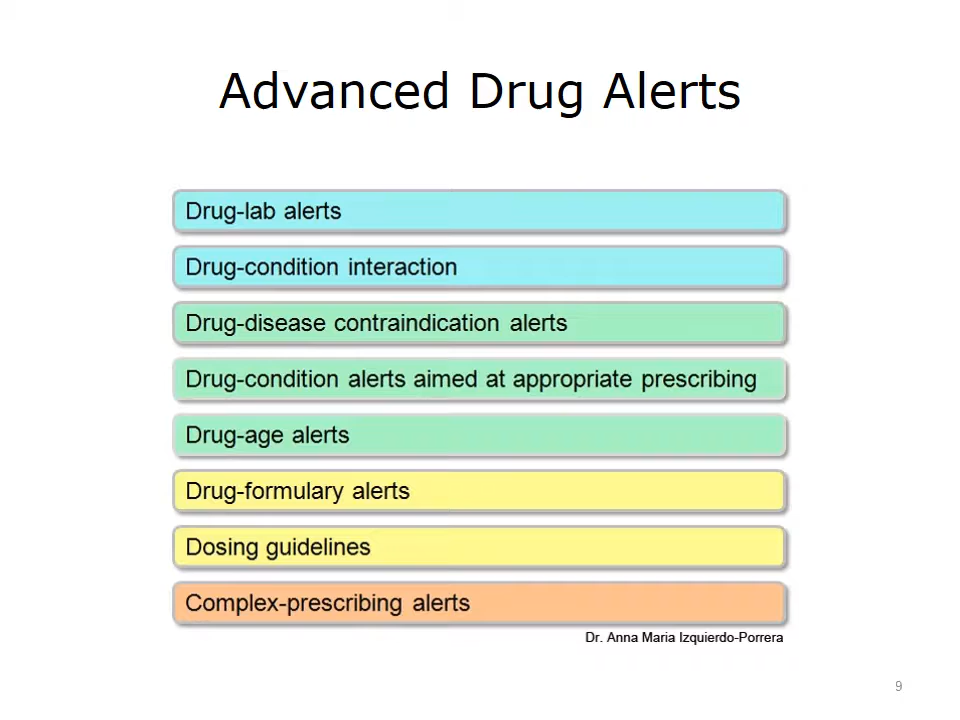 Advanced Drug Alerts
Drug-lab alerts
Drug-condition interaction
Drug-disease contraindication alerts
Drug-condition alerts aimed at appropriate prescribing
Drug-age alerts
Drug-formulary alerts
Dosing guidelines
Complex-prescribing alerts
Dr. Anna Maria Izquierdo-Porrera
9